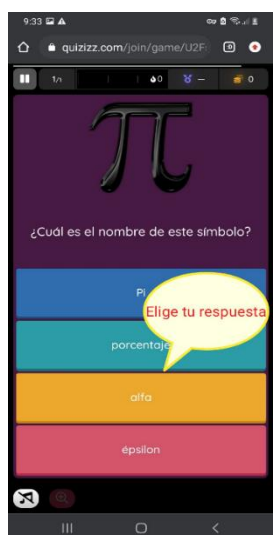 9:33
quizizz.com/join/game/U2F
1/1
0
–
0
π
¿Cuál es el nombre de este símbolo?
Pi
Elige tu respuesta
porcentaje
alfa
épsilon